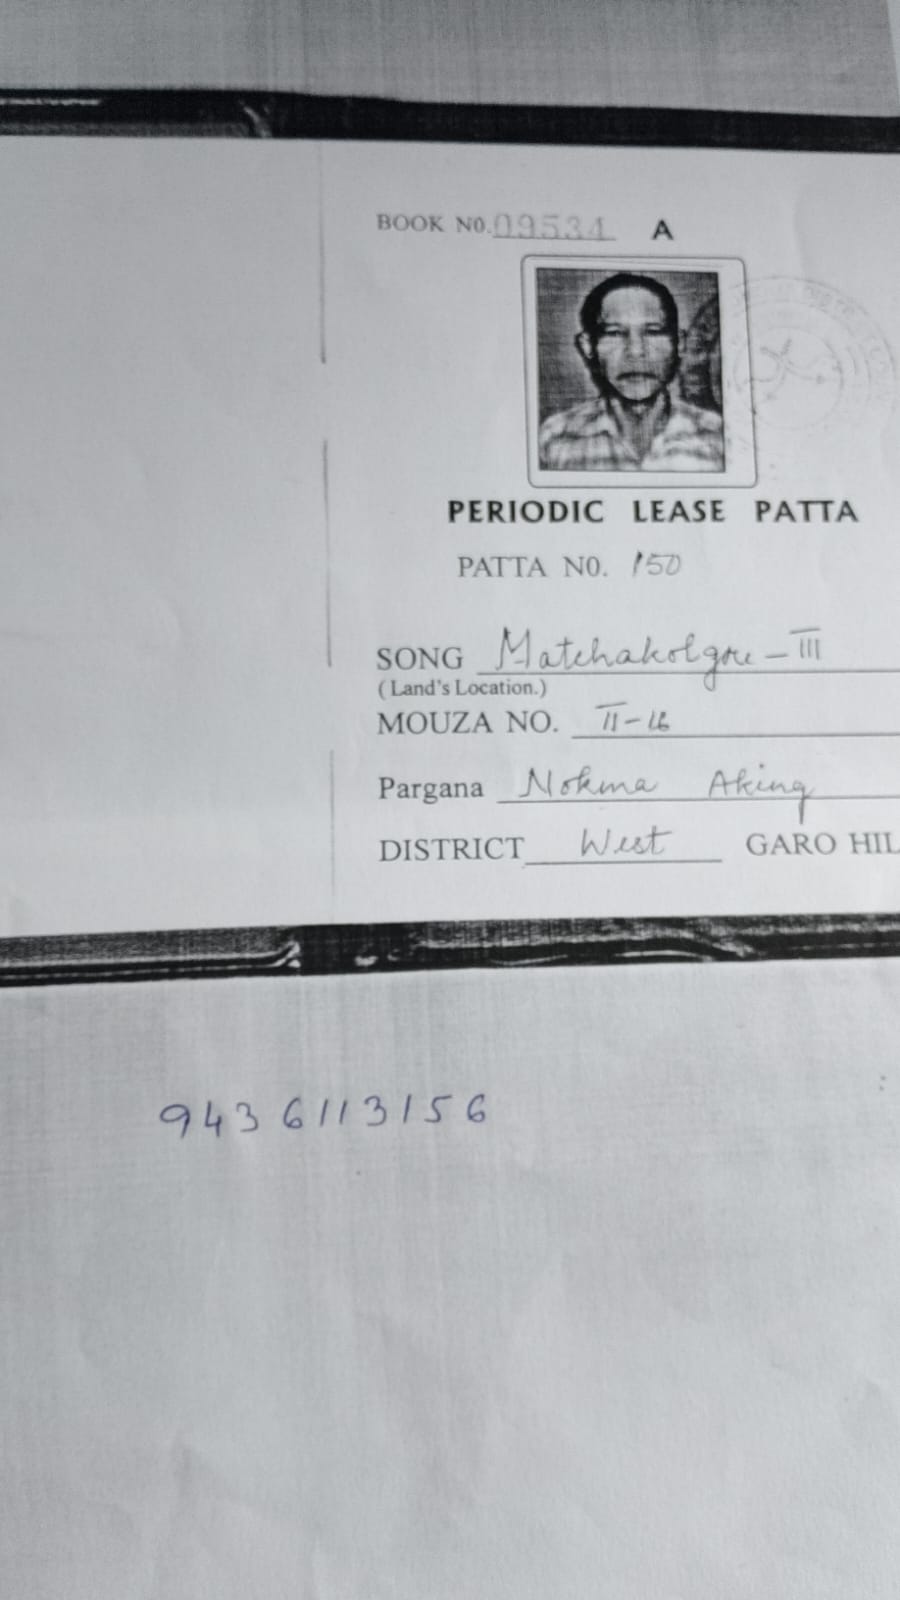 BOOK NO. 09534 A
PERIODIC LEASE PATTA
PATTA NO. 150
SONG Matchakolgre - III
(Land's Location.)
MOUZA NO. II-16
Pargana Nokma Aking
DISTRICT West GARO HIL
9436113156